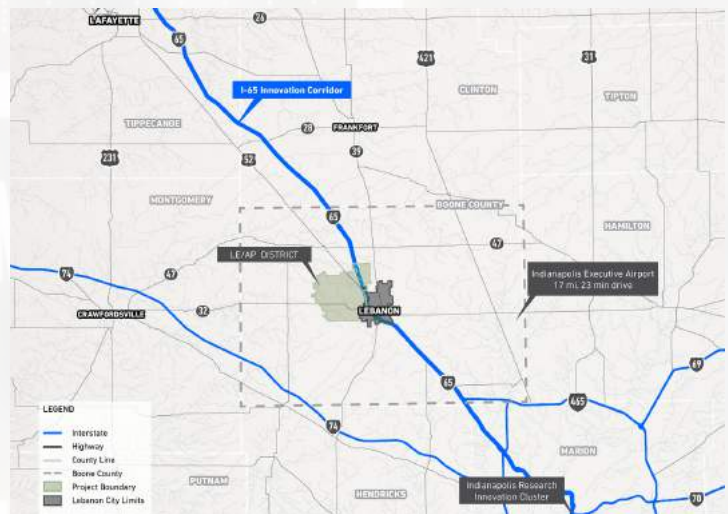 LAFAYETTE
26
65
421
31
I-65 Innovation Corridor
CLINTON
TIPTON
TIPPECANOE
28
FRANKFORT
231
52
39
MONTGOMERY
65
BOONE COUNTY
HAMILTON
47
LE/AP DISTRICT
74
47
Indianapolis Executive Airport
17 mi, 23 min drive
32
CRAWFORDSVILLE
LEBANON
69
65
465
LEGEND
Interstate
Highway
County Line
Boone County
Project Boundary
Lebanon City Limits
74
MARION
PUTNAM
HENDRICKS
Indianapolis Research
Innovation Cluster
70